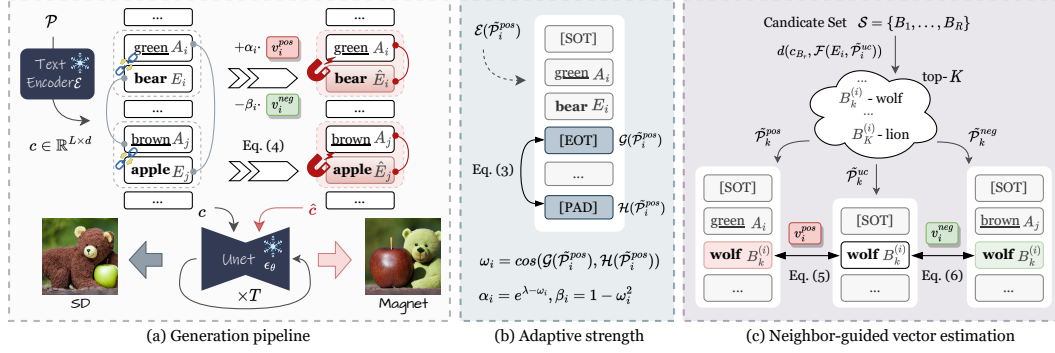 𝒫
Text
Encoder ℰ
c ∈ ℝ^{L×d}
...
green A_i
bear E_i
...
brown A_j
apple E_j
...
+α_i· v_i^{pos}
−β_i· v_i^{neg}
Eq. (4)
...
green A_i
bear Ê_i
...
brown A_j
apple Ê_j
...
c
ĉ
Unet ϵ_θ
×T
SD
Magnet
(a) Generation pipeline
ℰ(𝒫̃_i^{pos})
[SOT]
green A_i
bear E_i
[EOT] 𝒢(𝒫̃_i^{pos})
Eq. (3)
...
[PAD] ℋ(𝒫̃_i^{pos})
ω_i = cos(𝒢(𝒫̃_i^{pos}), ℋ(𝒫̃_i^{pos}))
α_i = e^{λ−ω_i}, β_i = 1 − ω_i^2
(b) Adaptive strength
Candicate Set 𝒮 = {B_1, . . . , B_R}
d(c_{B_r}, ℱ(E_i, 𝒫̃_i^{uc}))
top-K
...
B_k^{(i)} - wolf
...
B_K^{(i)} - lion
𝒫̃_k^{pos}
𝒫̃_k^{uc}
𝒫̃_k^{neg}
[SOT]
green A_i
wolf B_k^{(i)}
...
v_i^{pos}
Eq. (5)
[SOT]
wolf B_k^{(i)}
...
v_i^{neg}
Eq. (6)
[SOT]
brown A_j
wolf B_k^{(i)}
...
(c) Neighbor-guided vector estimation